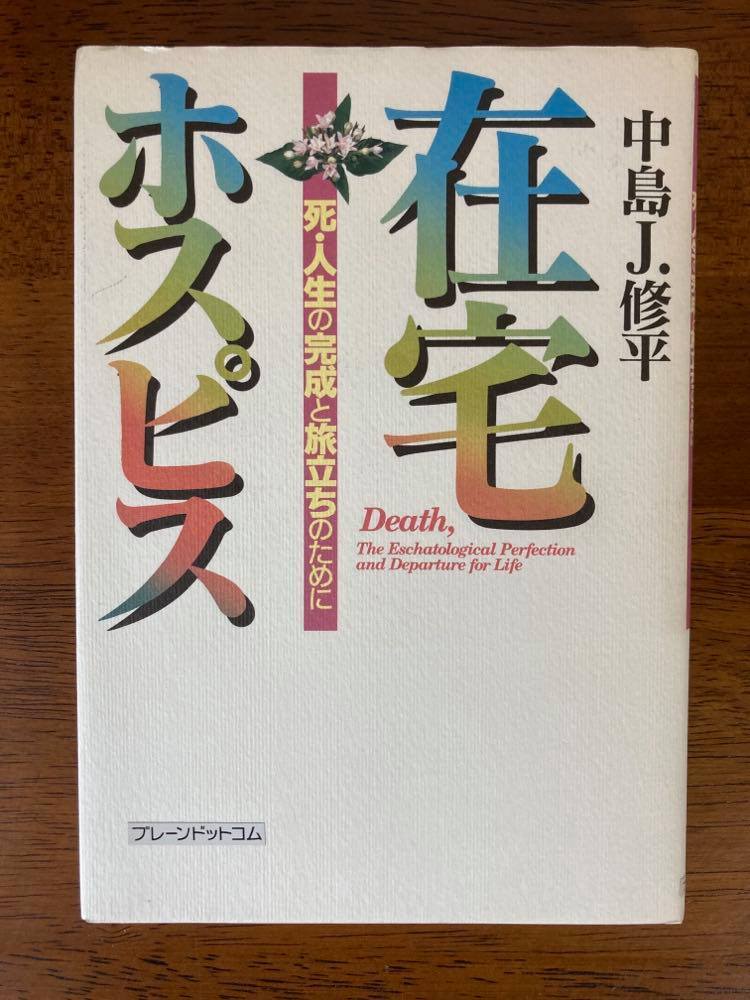 中島J.修平
在宅
ホスピス
死・人生の完成と旅立ちのために
Death,
The Eschatological Perfection
and Departure for Life
ブレーンドットコム